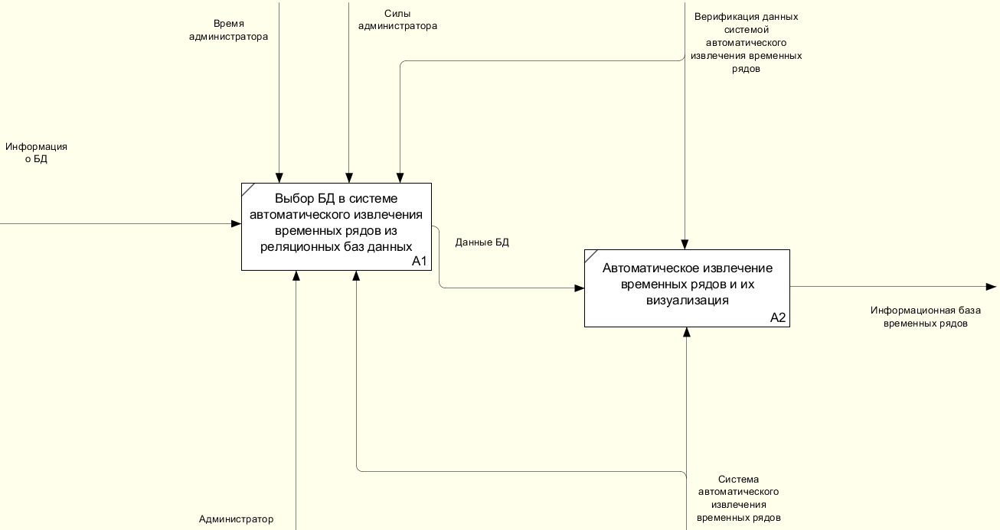 Время
администратора
Силы
администратора
Верификация данных
системой
автоматического
извлечения временных
рядов
Информация
о БД
Выбор БД в системе
автоматического извлечения
временных рядов из
реляционных баз данных
A1
Данные БД
Автоматическое извлечение
временных рядов и их
визуализация
A2
Информационная база
временных рядов
Администратор
Система
автоматического
извлечения
временных рядов